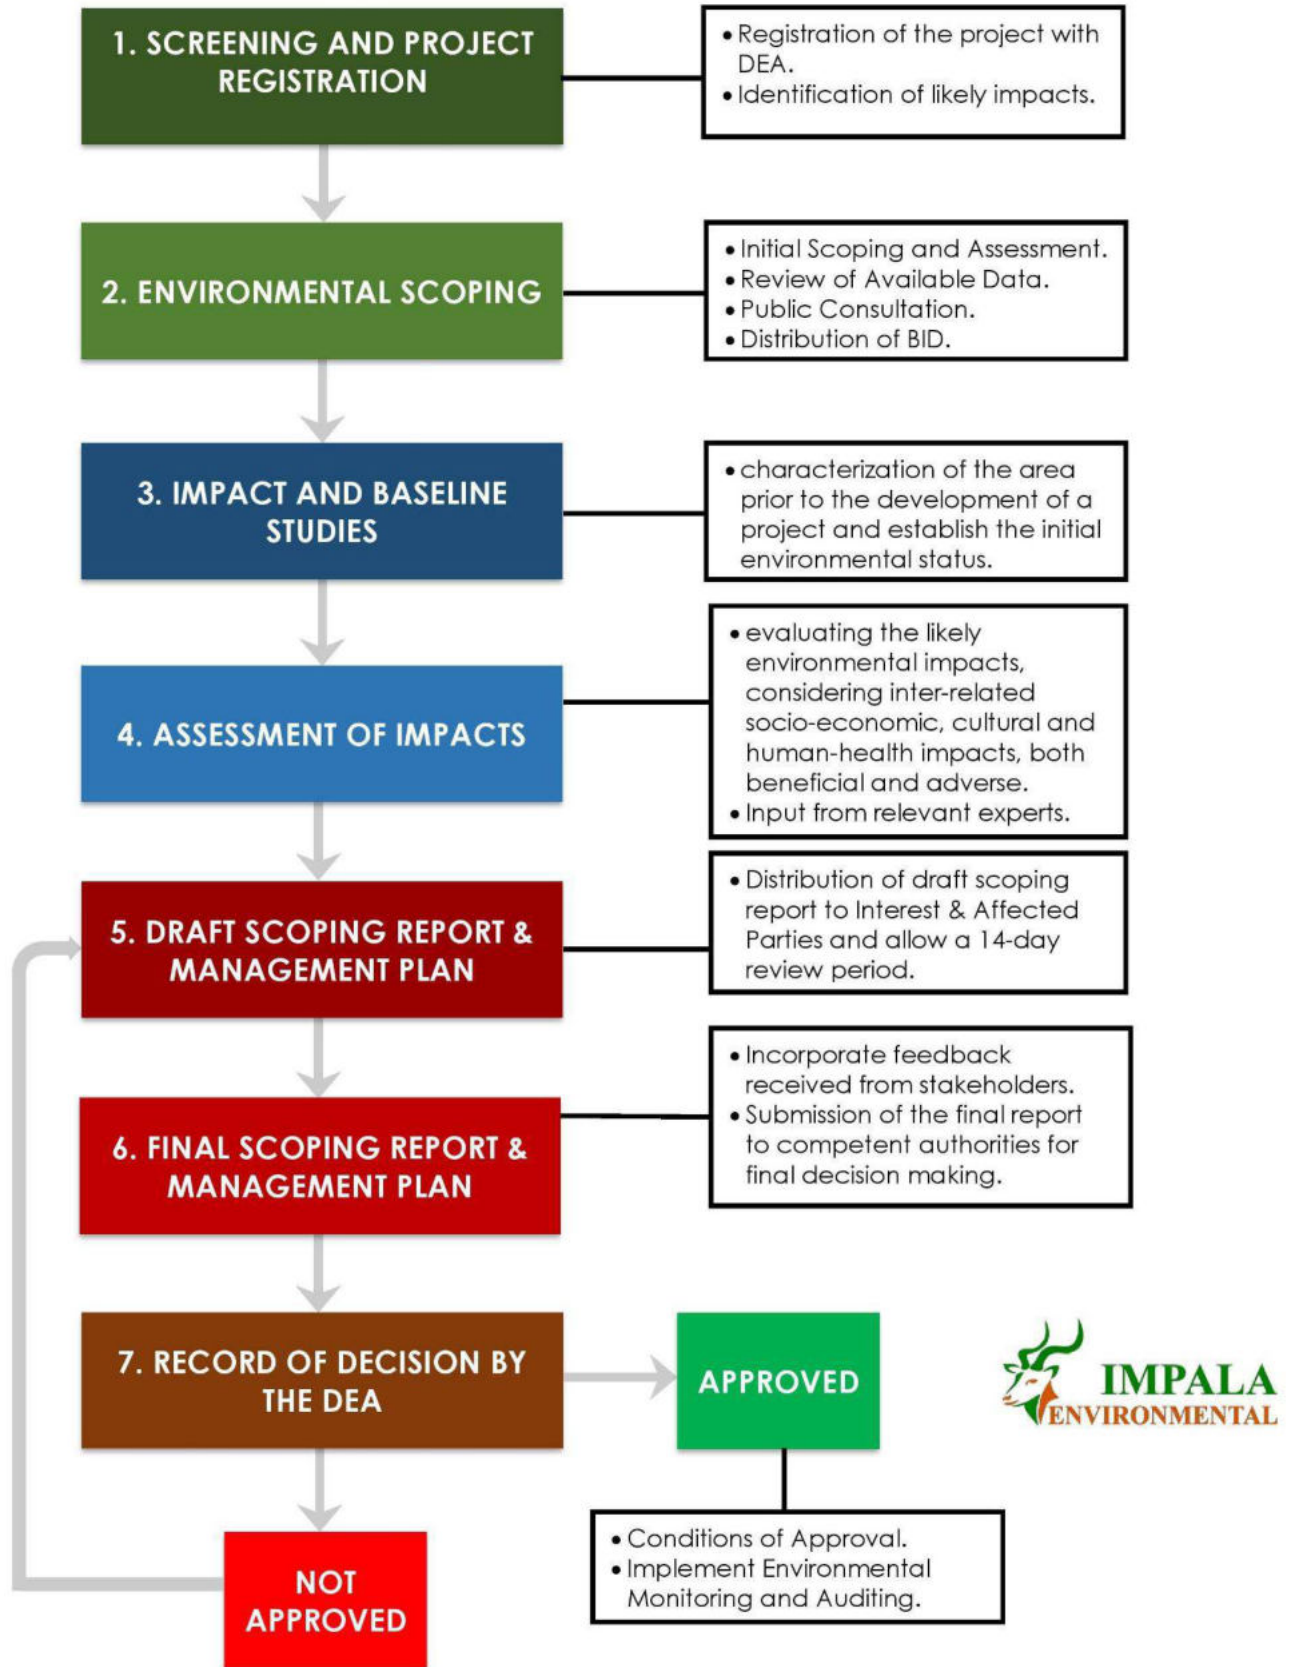 1. SCREENING AND PROJECT
REGISTRATION
• Registration of the project with
DEA.
• Identification of likely impacts.
2. ENVIRONMENTAL SCOPING
• Initial Scoping and Assessment.
• Review of Available Data.
• Public Consultation.
• Distribution of BID.
3. IMPACT AND BASELINE
STUDIES
• characterization of the area
prior to the development of a
project and establish the initial
environmental status.
4. ASSESSMENT OF IMPACTS
• evaluating the likely
environmental impacts,
considering inter-related
socio-economic, cultural and
human-health impacts, both
beneficial and adverse.
• Input from relevant experts.
5. DRAFT SCOPING REPORT &
MANAGEMENT PLAN
• Distribution of draft scoping
report to Interest & Affected
Parties and allow a 14-day
review period.
6. FINAL SCOPING REPORT &
MANAGEMENT PLAN
• Incorporate feedback
received from stakeholders.
• Submission of the final report
to competent authorities for
final decision making.
7. RECORD OF DECISION BY
THE DEA
APPROVED
IMPALA
ENVIRONMENTAL
• Conditions of Approval.
• Implement Environmental
Monitoring and Auditing.
NOT
APPROVED